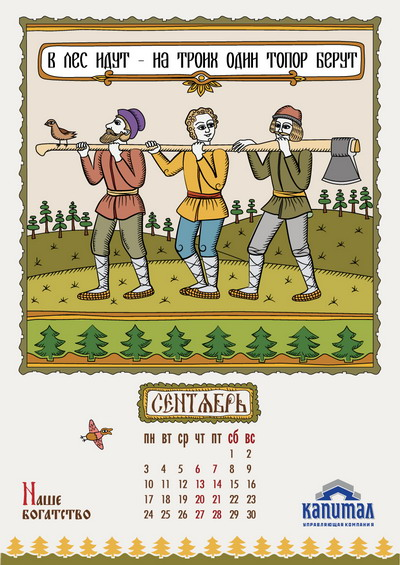 В ЛЕС ИДУТ - НА ТРОИХ ОДИН ТОПОР БЕРУТ
СЕНТЯБРЬ
ПН ВТ СР ЧТ ПТ СБ ВС
1 2
3 4 5 6 7 8 9
10 11 12 13 14 15 16
17 18 19 20 21 22 23
24 25 26 27 28 29 30
НАШЕ
БОГАТСТВО
КАПИТАЛ
УПРАВЛЯЮЩАЯ КОМПАНИЯ